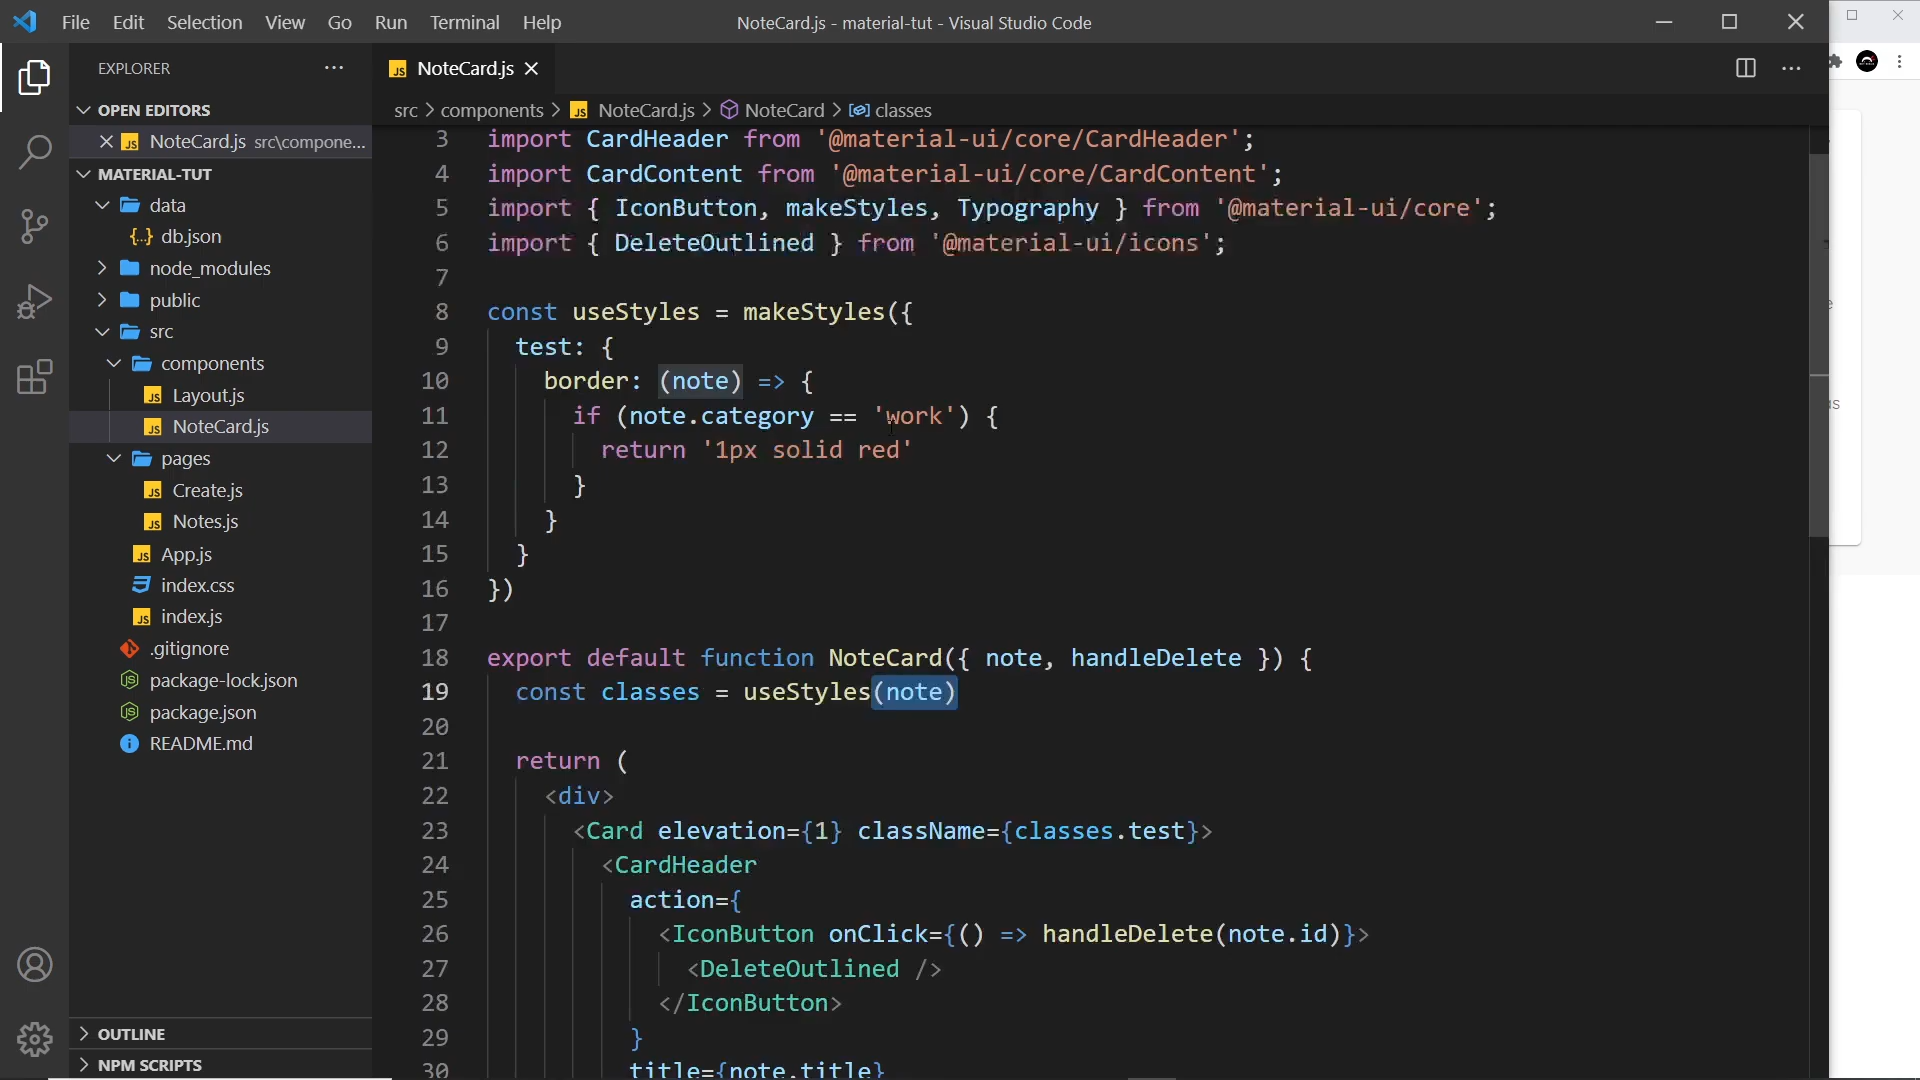 File Edit Selection View Go Run Terminal Help
NoteCard.js - material-tut - Visual Studio Code
EXPLORER
OPEN EDITORS
NoteCard.js src\compone...
MATERIAL-TUT
data
db.json
node_modules
public
src
components
Layout.js
NoteCard.js
pages
Create.js
Notes.js
App.js
index.css
index.js
.gitignore
package-lock.json
package.json
README.md
OUTLINE
NPM SCRIPTS
NoteCard.js
src > components > NoteCard.js > NoteCard > classes
3 import CardHeader from '@material-ui/core/CardHeader';
4 import CardContent from '@material-ui/core/CardContent';
5 import { IconButton, makeStyles, Typography } from '@material-ui/core';
6 import { DeleteOutlined } from '@material-ui/icons';
7
8 const useStyles = makeStyles({
9 test: {
10 border: (note) => {
11 if (note.category == 'work') {
12 return '1px solid red'
13 }
14 }
15 }
16 })
17
18 export default function NoteCard({ note, handleDelete }) {
19 const classes = useStyles(note)
20
21 return (
22 <div>
23 <Card elevation={1} className={classes.test}>
24 <CardHeader
25 action={
26 <IconButton onClick={() => handleDelete(note.id)}>
27 <DeleteOutlined />
28 </IconButton>
29 }
30 title={note.title}